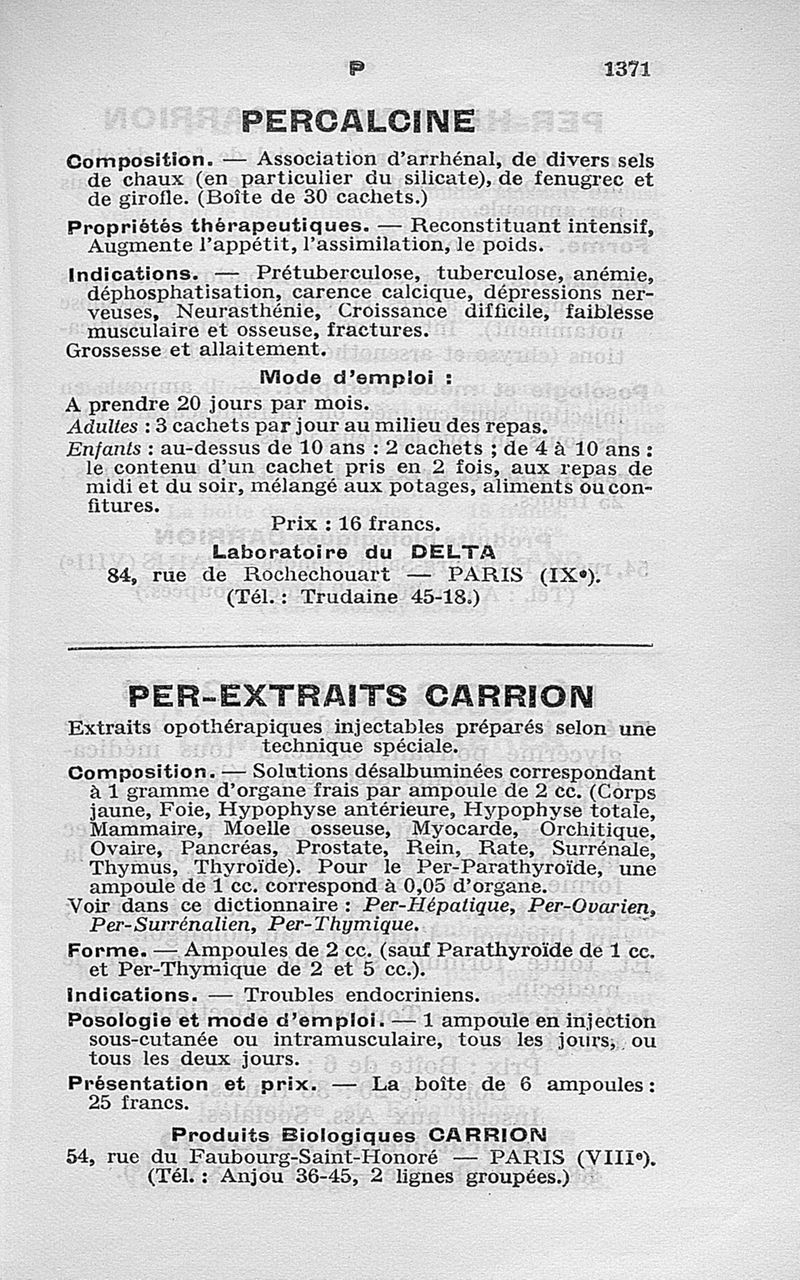 P 1371
PERCALCINE
Composition. — Association d'arrhénal, de divers sels
de chaux (en particulier du silicate), de fenugrec et
de girofle. (Boîte de 30 cachets.)
Propriétés thérapeutiques. — Reconstituant intensif,
Augmente l'appétit, l'assimilation, le poids.
Indications. — Prétuberculose, tuberculose, anémie,
déphosphatisation, carence calcique, dépressions ner-
veuses, Neurasthénie, Croissance difficile, faiblesse
musculaire et osseuse, fractures.
Grossesse et allaitement.
Mode d'emploi :
A prendre 20 jours par mois.
Adultes : 3 cachets par jour au milieu des repas.
Enfants : au-dessus de 10 ans : 2 cachets ; de 4 à 10 ans :
le contenu d'un cachet pris en 2 fois, aux repas de
midi et du soir, mélangé aux potages, aliments ou con-
fitures.
Prix : 16 francs.
Laboratoire du DELTA
84, rue de Rochechouart — PARIS (IXe).
(Tél. : Trudaine 45-18.)
PER-EXTRAITS CARRION
Extraits opothérapiques injectables préparés selon une
technique spéciale.
Composition. — Solutions désalbuminées correspondant
à 1 gramme d'organe frais par ampoule de 2 cc. (Corps
jaune, Foie, Hypophyse antérieure, Hypophyse totale,
Mammaire, Moelle osseuse, Myocarde, Orchitique,
Ovaire, Pancréas, Prostate, Rein, Rate, Surrénale,
Thymus, Thyroïde). Pour le Per-Parathyroïde, une
ampoule de 1 cc. correspond à 0,05 d'organe.
Voir dans ce dictionnaire : Per-Hépatique, Per-Ovarien,
Per-Surrénalien, Per-Thymique.
Forme. — Ampoules de 2 cc. (sauf Parathyroïde de 1 cc.
et Per-Thymique de 2 et 5 cc.).
Indications. — Troubles endocriniens.
Posologie et mode d'emploi. — 1 ampoule en injection
sous-cutanée ou intramusculaire, tous les jours, ou
tous les deux jours.
Présentation et prix. — La boîte de 6 ampoules :
25 francs.
Produits Biologiques CARRION
54, rue du Faubourg-Saint-Honoré — PARIS (VIIIe).
(Tél. : Anjou 36-45, 2 lignes groupées.)